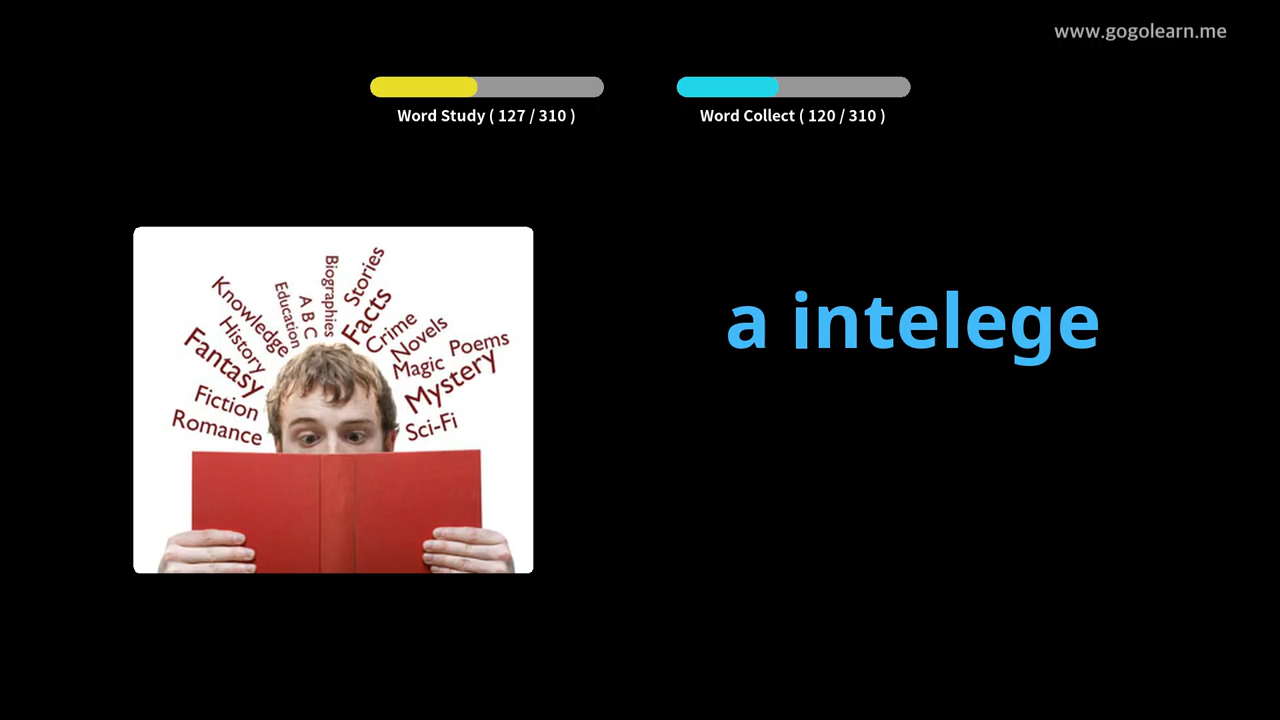 www.gogolearn.me
Word Study ( 127 / 310 )
Word Collect ( 120 / 310 )
a intelege
Biographies
Stories
Education
A B C
Facts
Knowledge
Crime
History
Novels
Fantasy
Magic
Poems
Mystery
Fiction
Romance
Sci-Fi